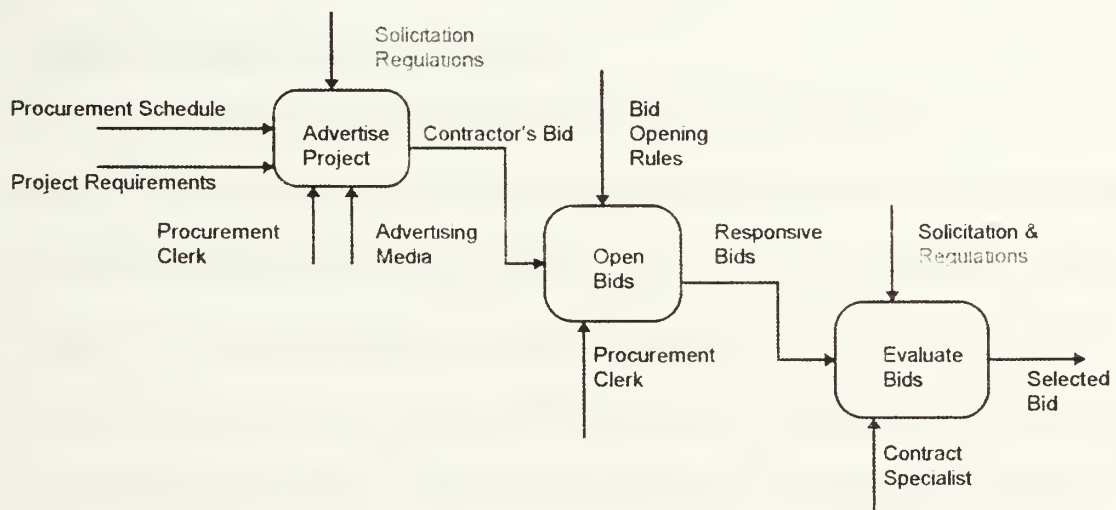 Solicitation
Regulations
Procurement Schedule
Project Requirements
Advertise
Project
Contractor's Bid
Procurement
Clerk
Advertising
Media
Bid
Opening
Rules
Open
Bids
Responsive
Bids
Procurement
Clerk
Solicitation &
Regulations
Evaluate
Bids
Selected
Bid
Contract
Specialist